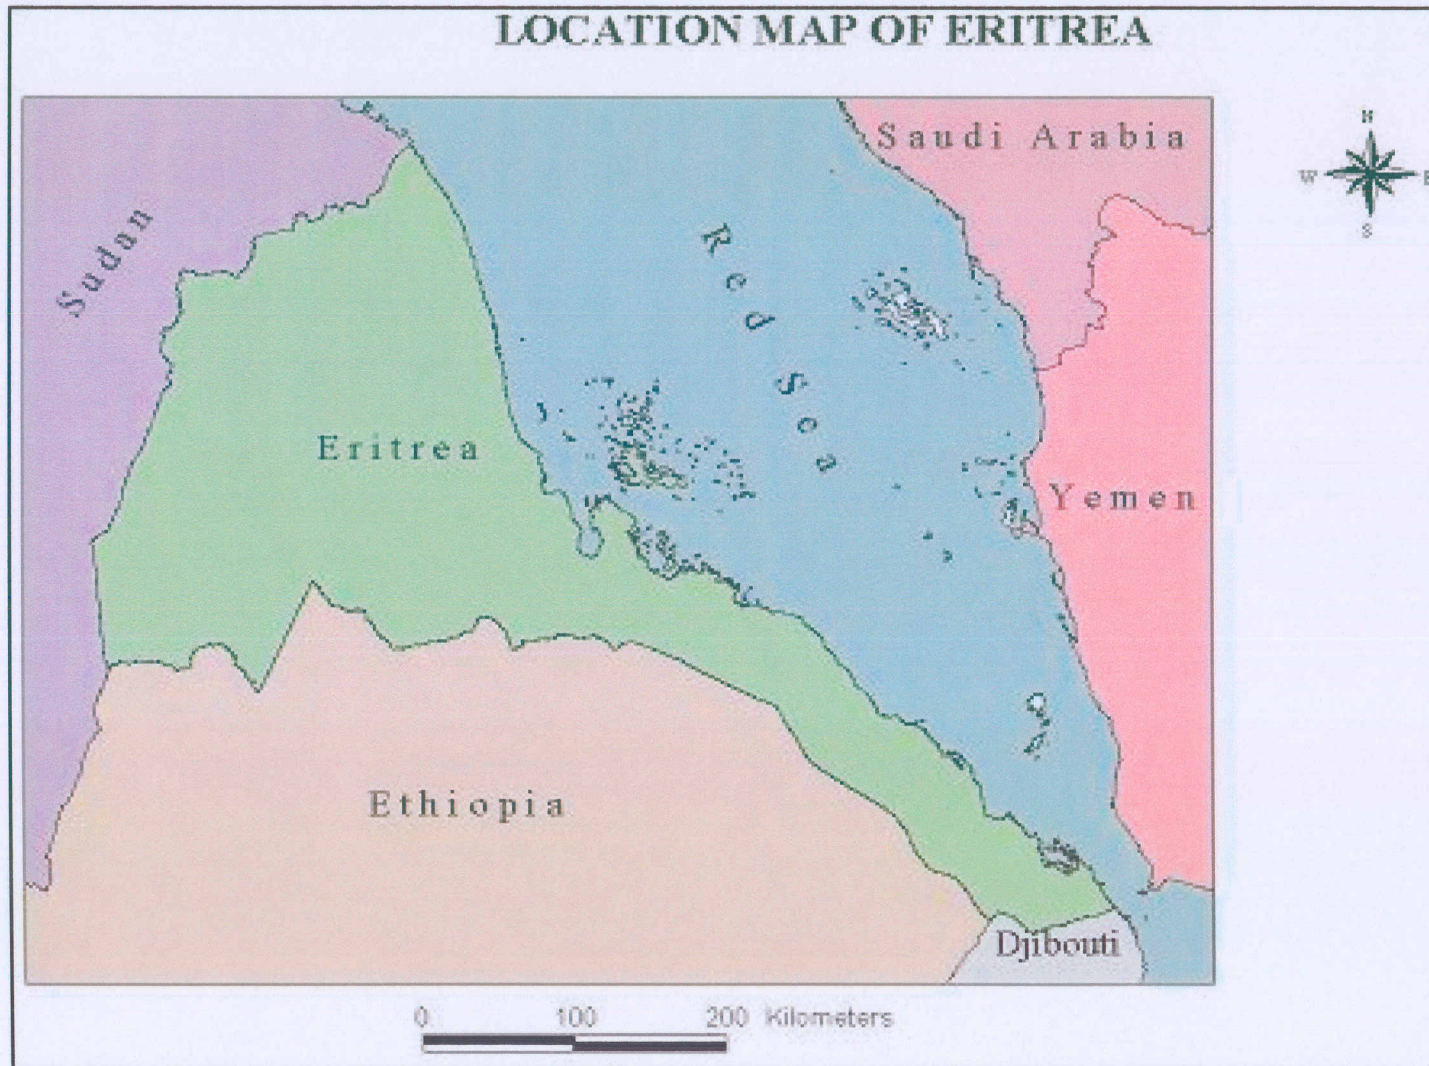 LOCATION MAP OF ERITREA
Saudi Arabia
N
W
E
S
Sudan
Red Sea
Eritrea
Yemen
Ethiopia
Djibouti
0 100 200 Kilometers